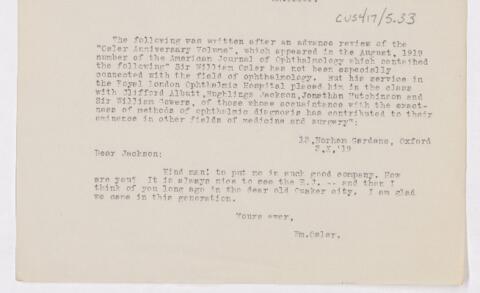 CUS417/5.33
The following was written after an advance review of the
"Osler Anniversary Volume", which appeared in the August, 1919
number of the American Journal of Ophthalmology which contained
the following" Sir William Osler has not been especially
connected with the field of ophthalmology. But his service in
the Royal London Ophthalmic Hospital placed him in the class
with Clifford Albutt, Hughlings Jackson, Jonathan Hutchinson and
Sir William Gowers, of those whose acquaintance with the exact-
ness of methods of ophthalmic diagnosis has contributed to their
eminence in other fields of medicine and surgery":
13, Norham Gardens, Oxford
3.X.'19
Dear Jackson:
Kind man! to put me in such good company. How
are you? It is always nice to see the E.J. -- and then I
think of you long ago in the dear old Quaker city. I am glad
we came in this generation.
Yours ever,
Wm. Osler.